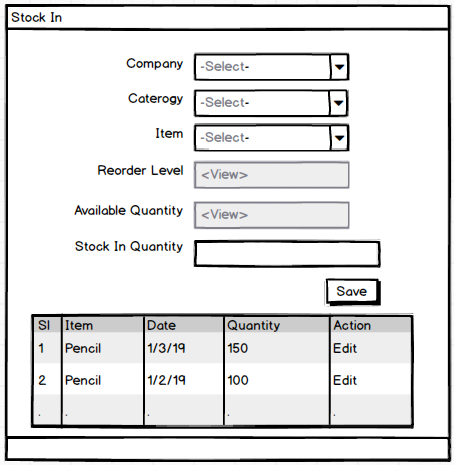 Stock In
Company -Select-
Caterogy -Select-
Item -Select-
Reorder Level <View>
Available Quantity <View>
Stock In Quantity
Save
Sl Item Date Quantity Action
1 Pencil 1/3/19 150 Edit
2 Pencil 1/2/19 100 Edit
. . . . .